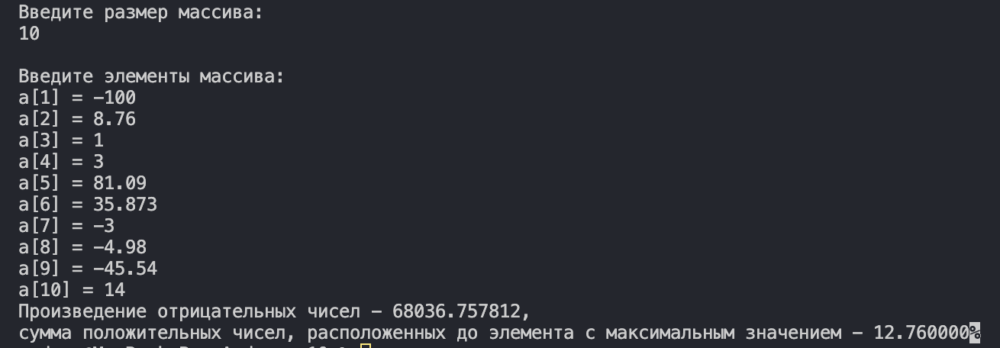 Введите размер массива:
10
Введите элементы массива:
a[1] = -100
a[2] = 8.76
a[3] = 1
a[4] = 3
a[5] = 81.09
a[6] = 35.873
a[7] = -3
a[8] = -4.98
a[9] = -45.54
a[10] = 14
Произведение отрицательных чисел - 68036.757812,
сумма положительных чисел, расположенных до элемента с максимальным значением - 12.760000%